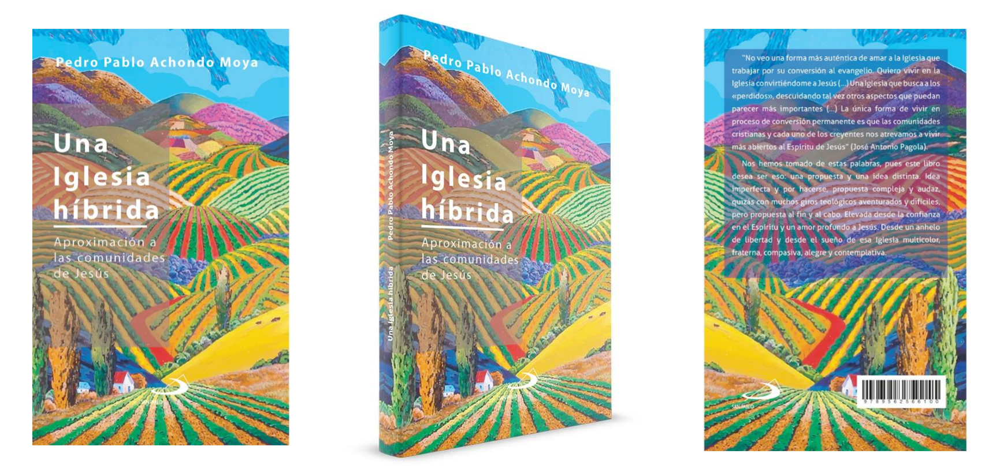 Pedro Pablo Achondo Moya
Una
Iglesia
híbrida
Aproximación a
las comunidades
de Jesús
SAN PABLO
Pedro Pablo Achondo Moya
Una
Iglesia
híbrida
Aproximación a
las comunidades
de Jesús
Una Iglesia híbrida
Pedro Pablo Achondo Moya
SAN PABLO
"No veo una forma más auténtica de amar a la Iglesia que
trabajar por su conversión al evangelio. Quiero vivir en la
Iglesia convirtiéndome a Jesús (...) Una Iglesia que busca a los
«perdidos», descuidando tal vez otros aspectos que puedan
parecer más importantes (...) La única forma de vivir en
proceso de conversión permanente es que las comunidades
cristianas y cada uno de los creyentes nos atrevamos a vivir
más abiertos al Espíritu de Jesús" (José Antonio Pagola).
Nos hemos tomado de estas palabras, pues este libro
desea ser eso: una propuesta y una idea distinta. Idea
imperfecta y por hacerse, propuesta compleja y audaz,
quizás con muchos giros teológicos aventurados y difíciles,
pero propuesta al fin y al cabo. Elevada desde la confianza
en el Espíritu y un amor profundo a Jesús. Desde un anhelo
de libertad y desde el sueño de esa Iglesia multicolor,
fraterna, compasiva, alegre y contemplativa.
SAN PABLO
9789562566100